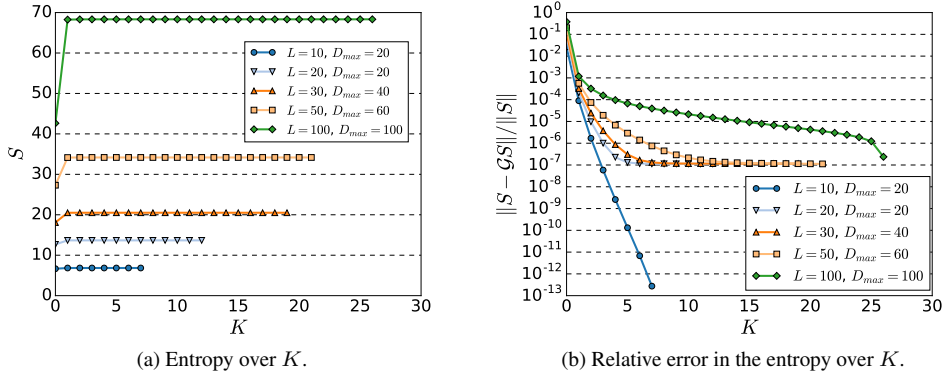 70
60
50
40
30
20
10
0
S
0 5 10 15 20 25 30
K
L = 10, D_max = 20
L = 20, D_max = 20
L = 30, D_max = 40
L = 50, D_max = 60
L = 100, D_max = 100
(a) Entropy over K.
10^0
10^-1
10^-2
10^-3
10^-4
10^-5
10^-6
10^-7
10^-8
10^-9
10^-10
10^-11
10^-12
10^-13
||S − 𝒢S||/||S||
0 5 10 15 20 25 30
K
L = 10, D_max = 20
L = 20, D_max = 20
L = 30, D_max = 40
L = 50, D_max = 60
L = 100, D_max = 100
(b) Relative error in the entropy over K.